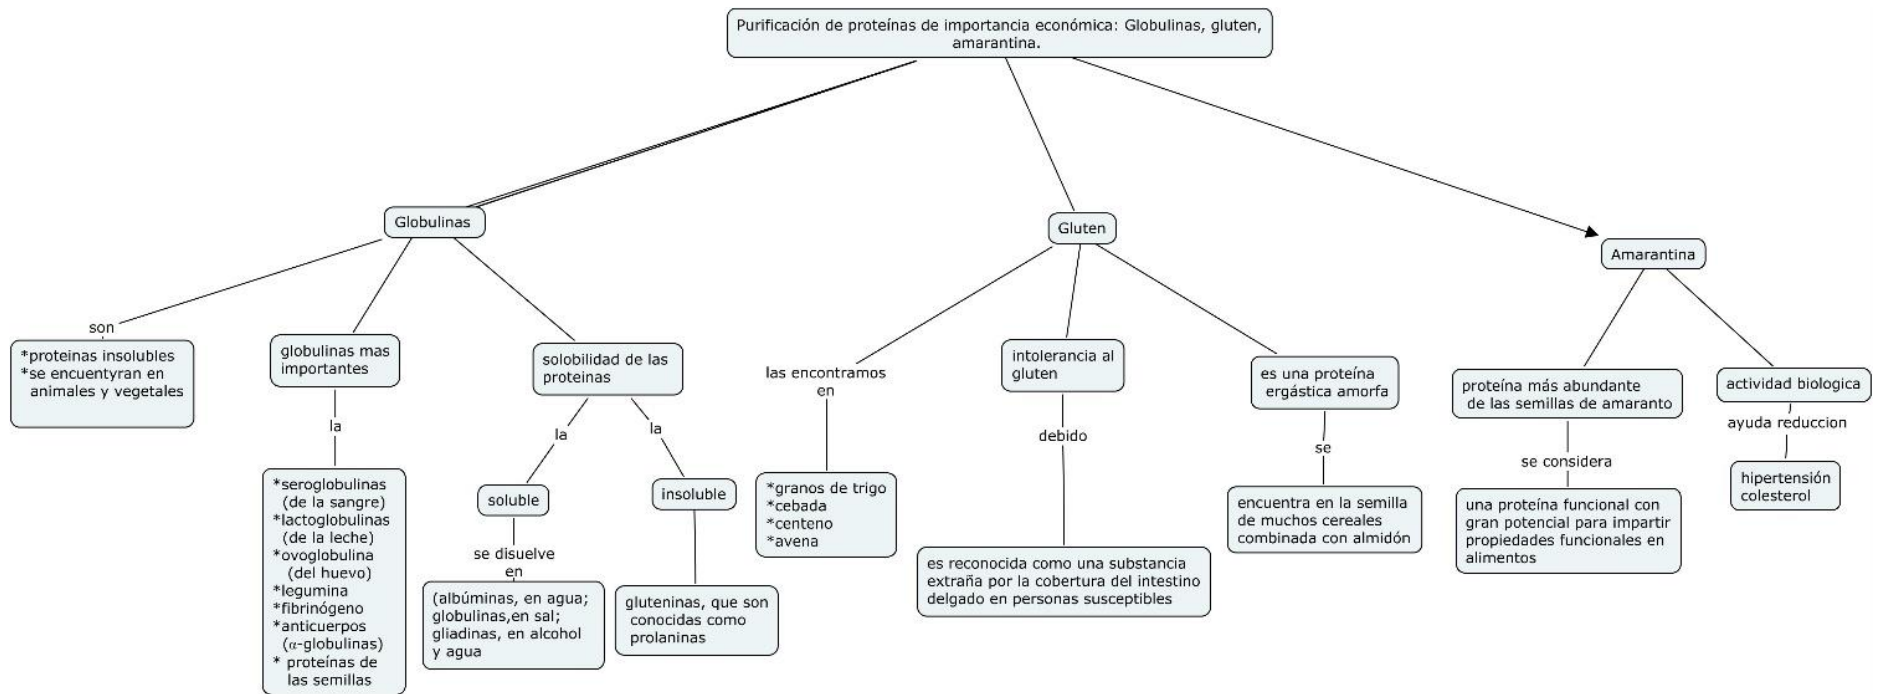 Purificación de proteínas de importancia económica: Globulinas, gluten,
amarantina.
Globulinas
son
*proteinas insolubles
*se encuentyran en
animales y vegetales
globulinas mas
importantes
la
*seroglobulinas
(de la sangre)
*lactoglobulinas
(de la leche)
*ovoglobulina
(del huevo)
*legumina
*fibrinógeno
*anticuerpos
(α-globulinas)
* proteínas de
las semillas
solobilidad de las
proteinas
la
soluble
se disuelve
en
(albúminas, en agua;
globulinas,en sal;
gliadinas, en alcohol
y agua
la
insoluble
gluteninas, que son
conocidas como
prolaninas
Gluten
las encontramos
en
*granos de trigo
*cebada
*centeno
*avena
intolerancia al
gluten
debido
es reconocida como una substancia
extraña por la cobertura del intestino
delgado en personas susceptibles
es una proteína
ergástica amorfa
se
encuentra en la semilla
de muchos cereales
combinada con almidón
Amarantina
proteína más abundante
de las semillas de amaranto
se considera
una proteína funcional con
gran potencial para impartir
propiedades funcionales en
alimentos
actividad biologica
ayuda reduccion
hipertensión
colesterol